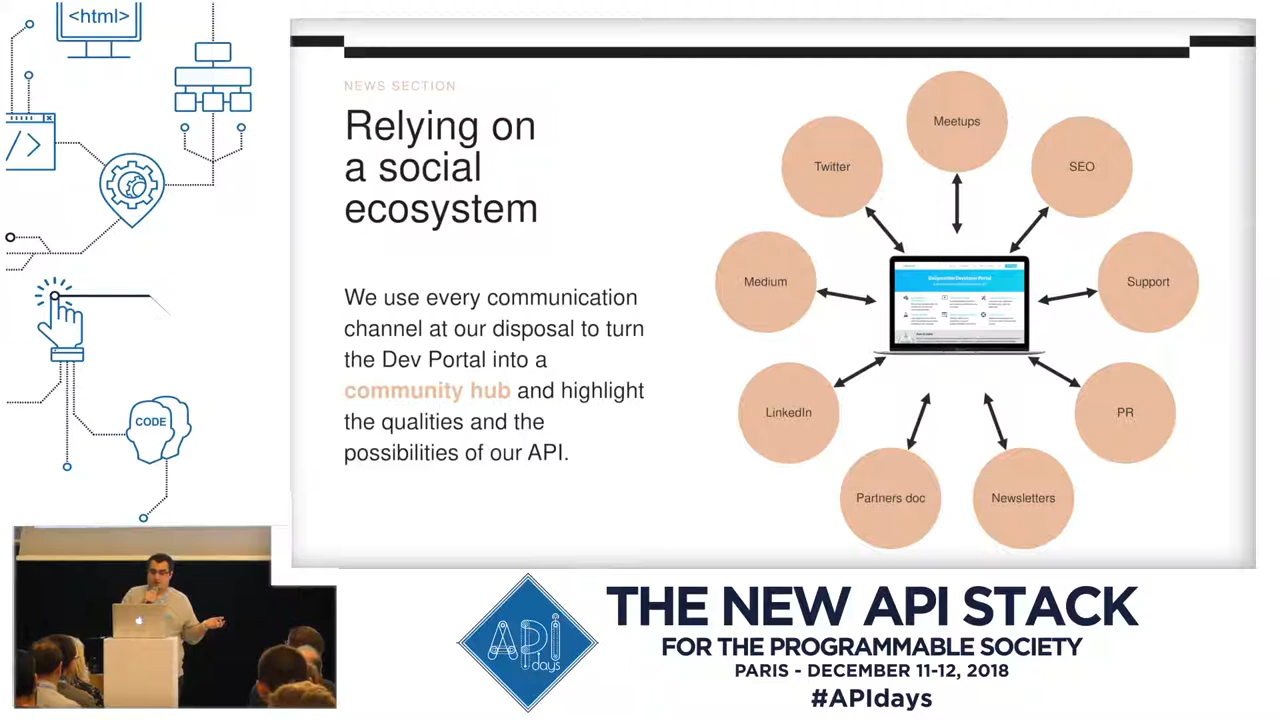 <html>
</>
CODE
NEWS SECTION
Relying on
a social
ecosystem
We use every communication
channel at our disposal to turn
the Dev Portal into a
community hub and highlight
the qualities and the
possibilities of our API.
Meetups
Twitter
SEO
Medium
Support
LinkedIn
PR
Partners doc
Newsletters
APi
days
THE NEW API STACK
FOR THE PROGRAMMABLE SOCIETY
PARIS - DECEMBER 11-12, 2018
#APIdays